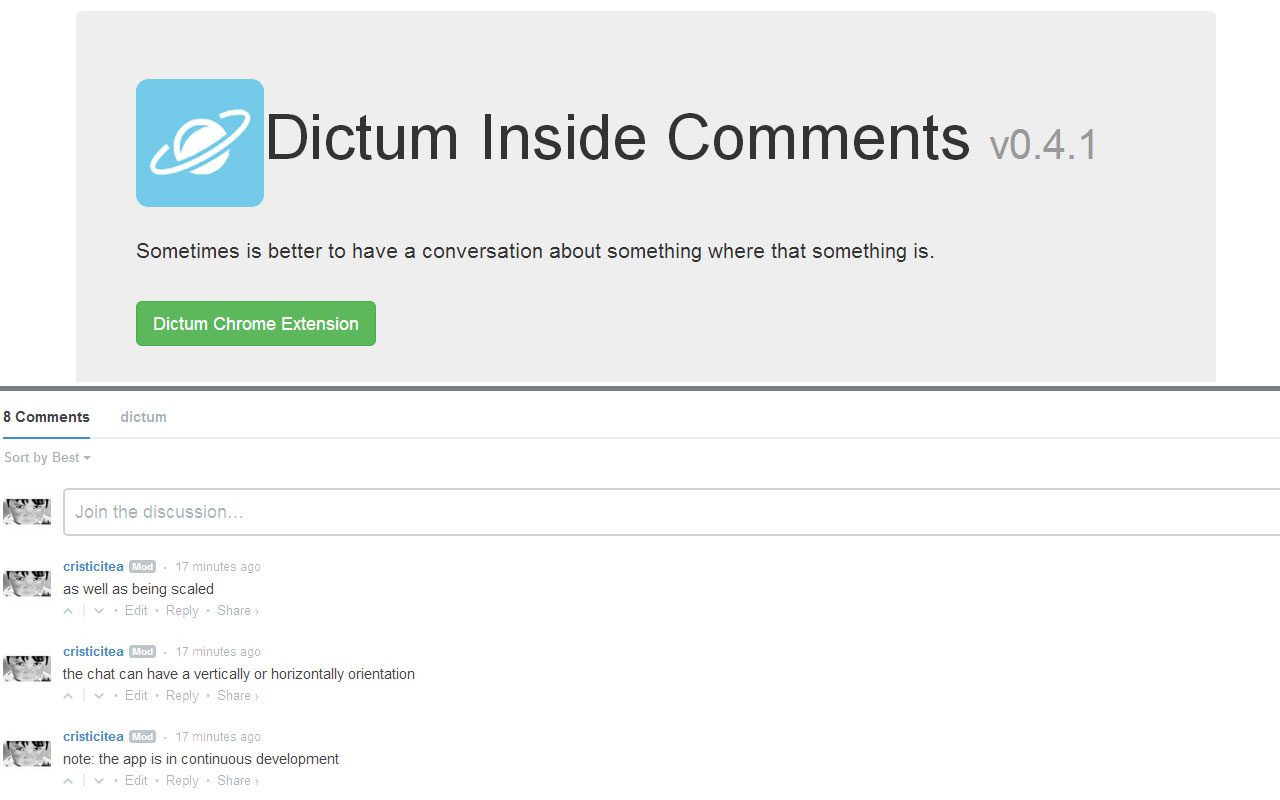 Dictum Inside Comments v0.4.1
Sometimes is better to have a conversation about something where that something is.
Dictum Chrome Extension
8 Comments dictum
Sort by Best
Join the discussion…
cristicitea Mod • 17 minutes ago
as well as being scaled
• Edit • Reply • Share ›
cristicitea Mod • 17 minutes ago
the chat can have a vertically or horizontally orientation
• Edit • Reply • Share ›
cristicitea Mod • 17 minutes ago
note: the app is in continuous development
• Edit • Reply • Share ›